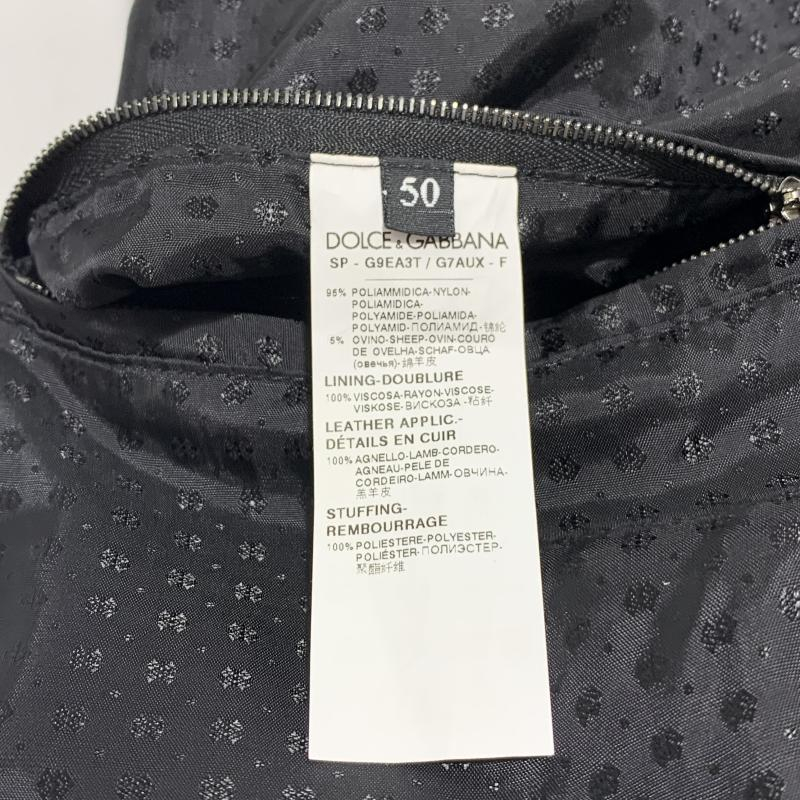 50
DOLCE & GABBANA
SP - G9EA3T / G7AUX - F
95% POLIAMMIDICA-NYLON-
POLIAMIDICA-
POLYAMIDE-POLIAMIDA-
POLYAMID-ПОЛИАМИД-锦纶
5% OVINO-SHEEP-OVIN-COURO
DE OVELHA-SCHAF-ОВЦА
(овечья)-绵羊皮
LINING-DOUBLURE
100% VISCOSA-RAYON-VISCOSE-
VISKOSE-ВИСКОЗА-粘纤
LEATHER APPLIC.-
DÉTAILS EN CUIR
100% AGNELLO-LAMB-CORDERO-
AGNEAU-PELE DE
CORDEIRO-LAMM-ОВЧИНА-
羔羊皮
STUFFING-
REMBOURRAGE
100% POLIESTERE-POLYESTER-
POLIÉSTER-ПОЛИЭСТЕР-
聚酯纤维